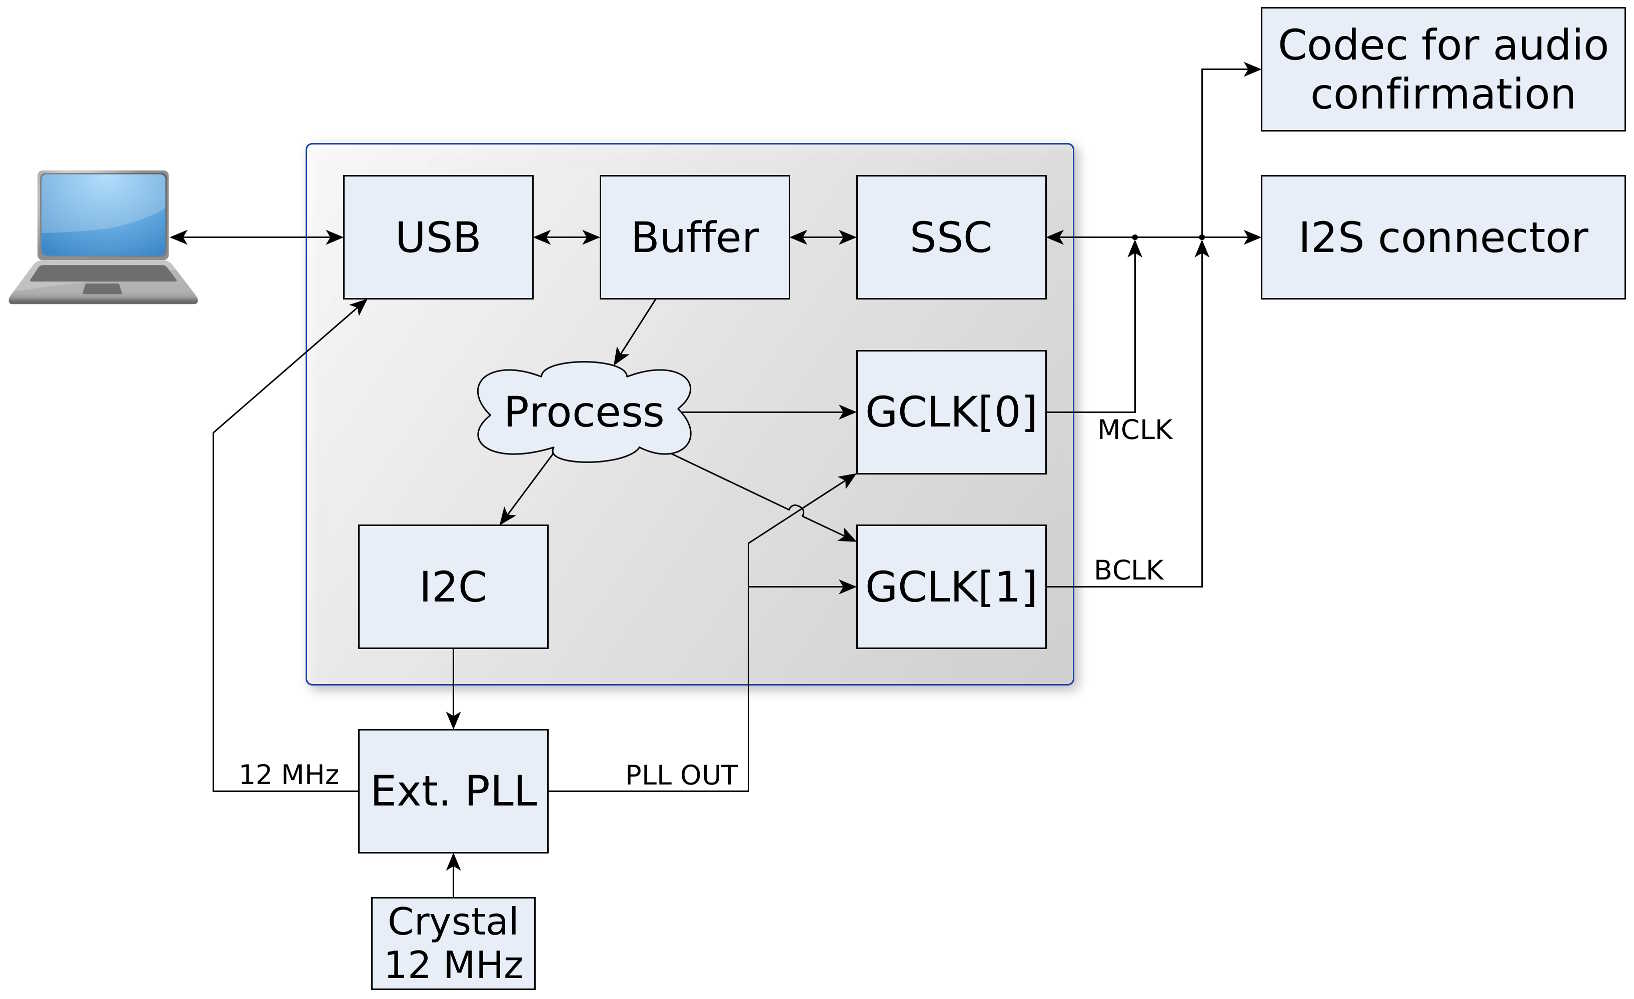 Codec for audio
confirmation
USB
Buffer
SSC
I2S connector
Process
GCLK[0]
MCLK
I2C
GCLK[1]
BCLK
12 MHz
Ext. PLL
PLL OUT
Crystal
12 MHz